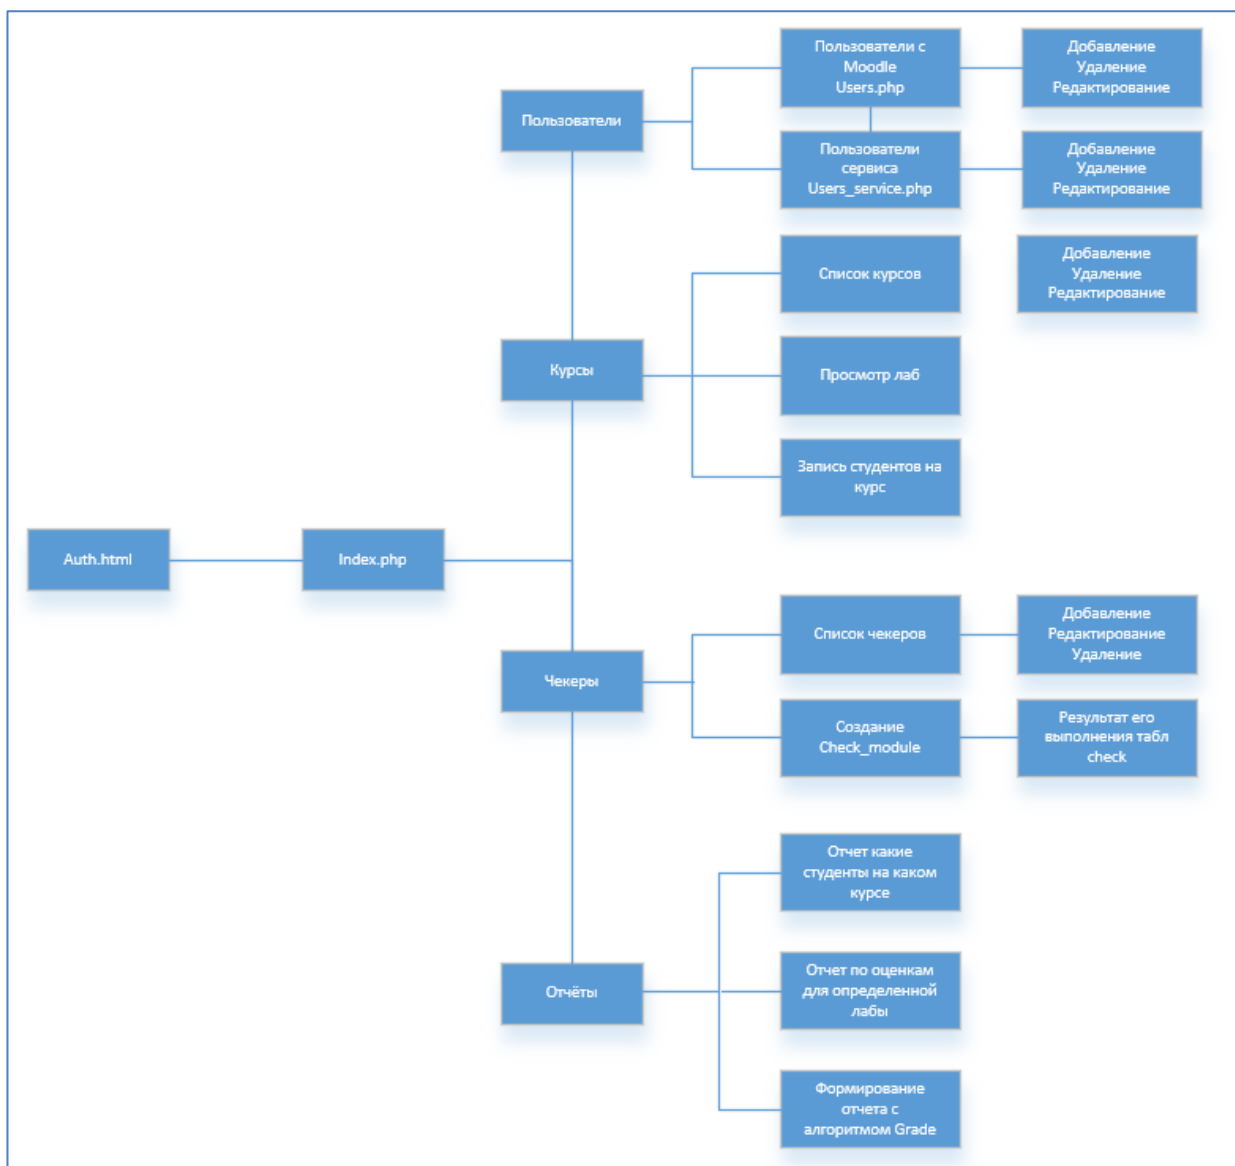 Пользователи с
Moodle
Users.php
Добавление
Удаление
Редактирование
Пользователи
Пользователи
сервиса
Users_service.php
Добавление
Удаление
Редактирование
Список курсов
Добавление
Удаление
Редактирование
Курсы
Просмотр лаб
Запись студентов на
курс
Auth.html
Index.php
Список чекеров
Добавление
Редактирование
Удаление
Чекеры
Создание
Check_module
Результат его
выполнения табл
check
Отчет какие
студенты на каком
курсе
Отчёты
Отчет по оценкам
для определенной
лабы
Формирование
отчета с
алгоритмом Grade